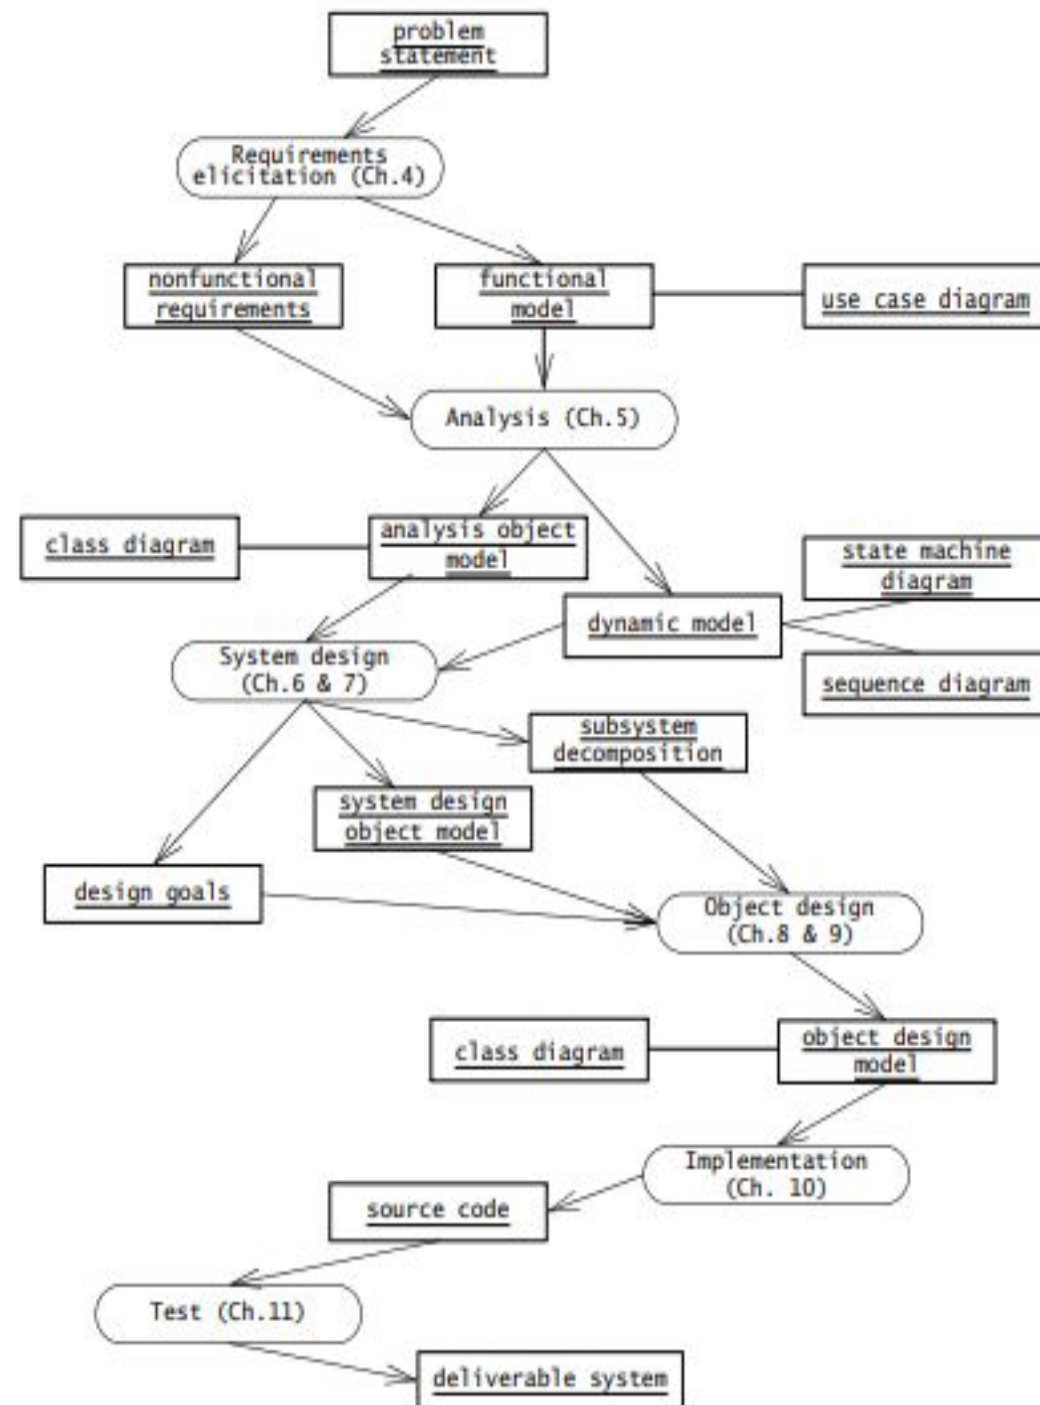 problem
statement
Requirements
elicitation (Ch.4)
nonfunctional
requirements
functional
model
use case diagram
Analysis (Ch.5)
class diagram
analysis object
model
state machine
diagram
dynamic model
System design
(Ch.6 & 7)
sequence diagram
subsystem
decomposition
system design
object model
design goals
Object design
(Ch.8 & 9)
class diagram
object design
model
Implementation
(Ch. 10)
source code
Test (Ch.11)
deliverable system